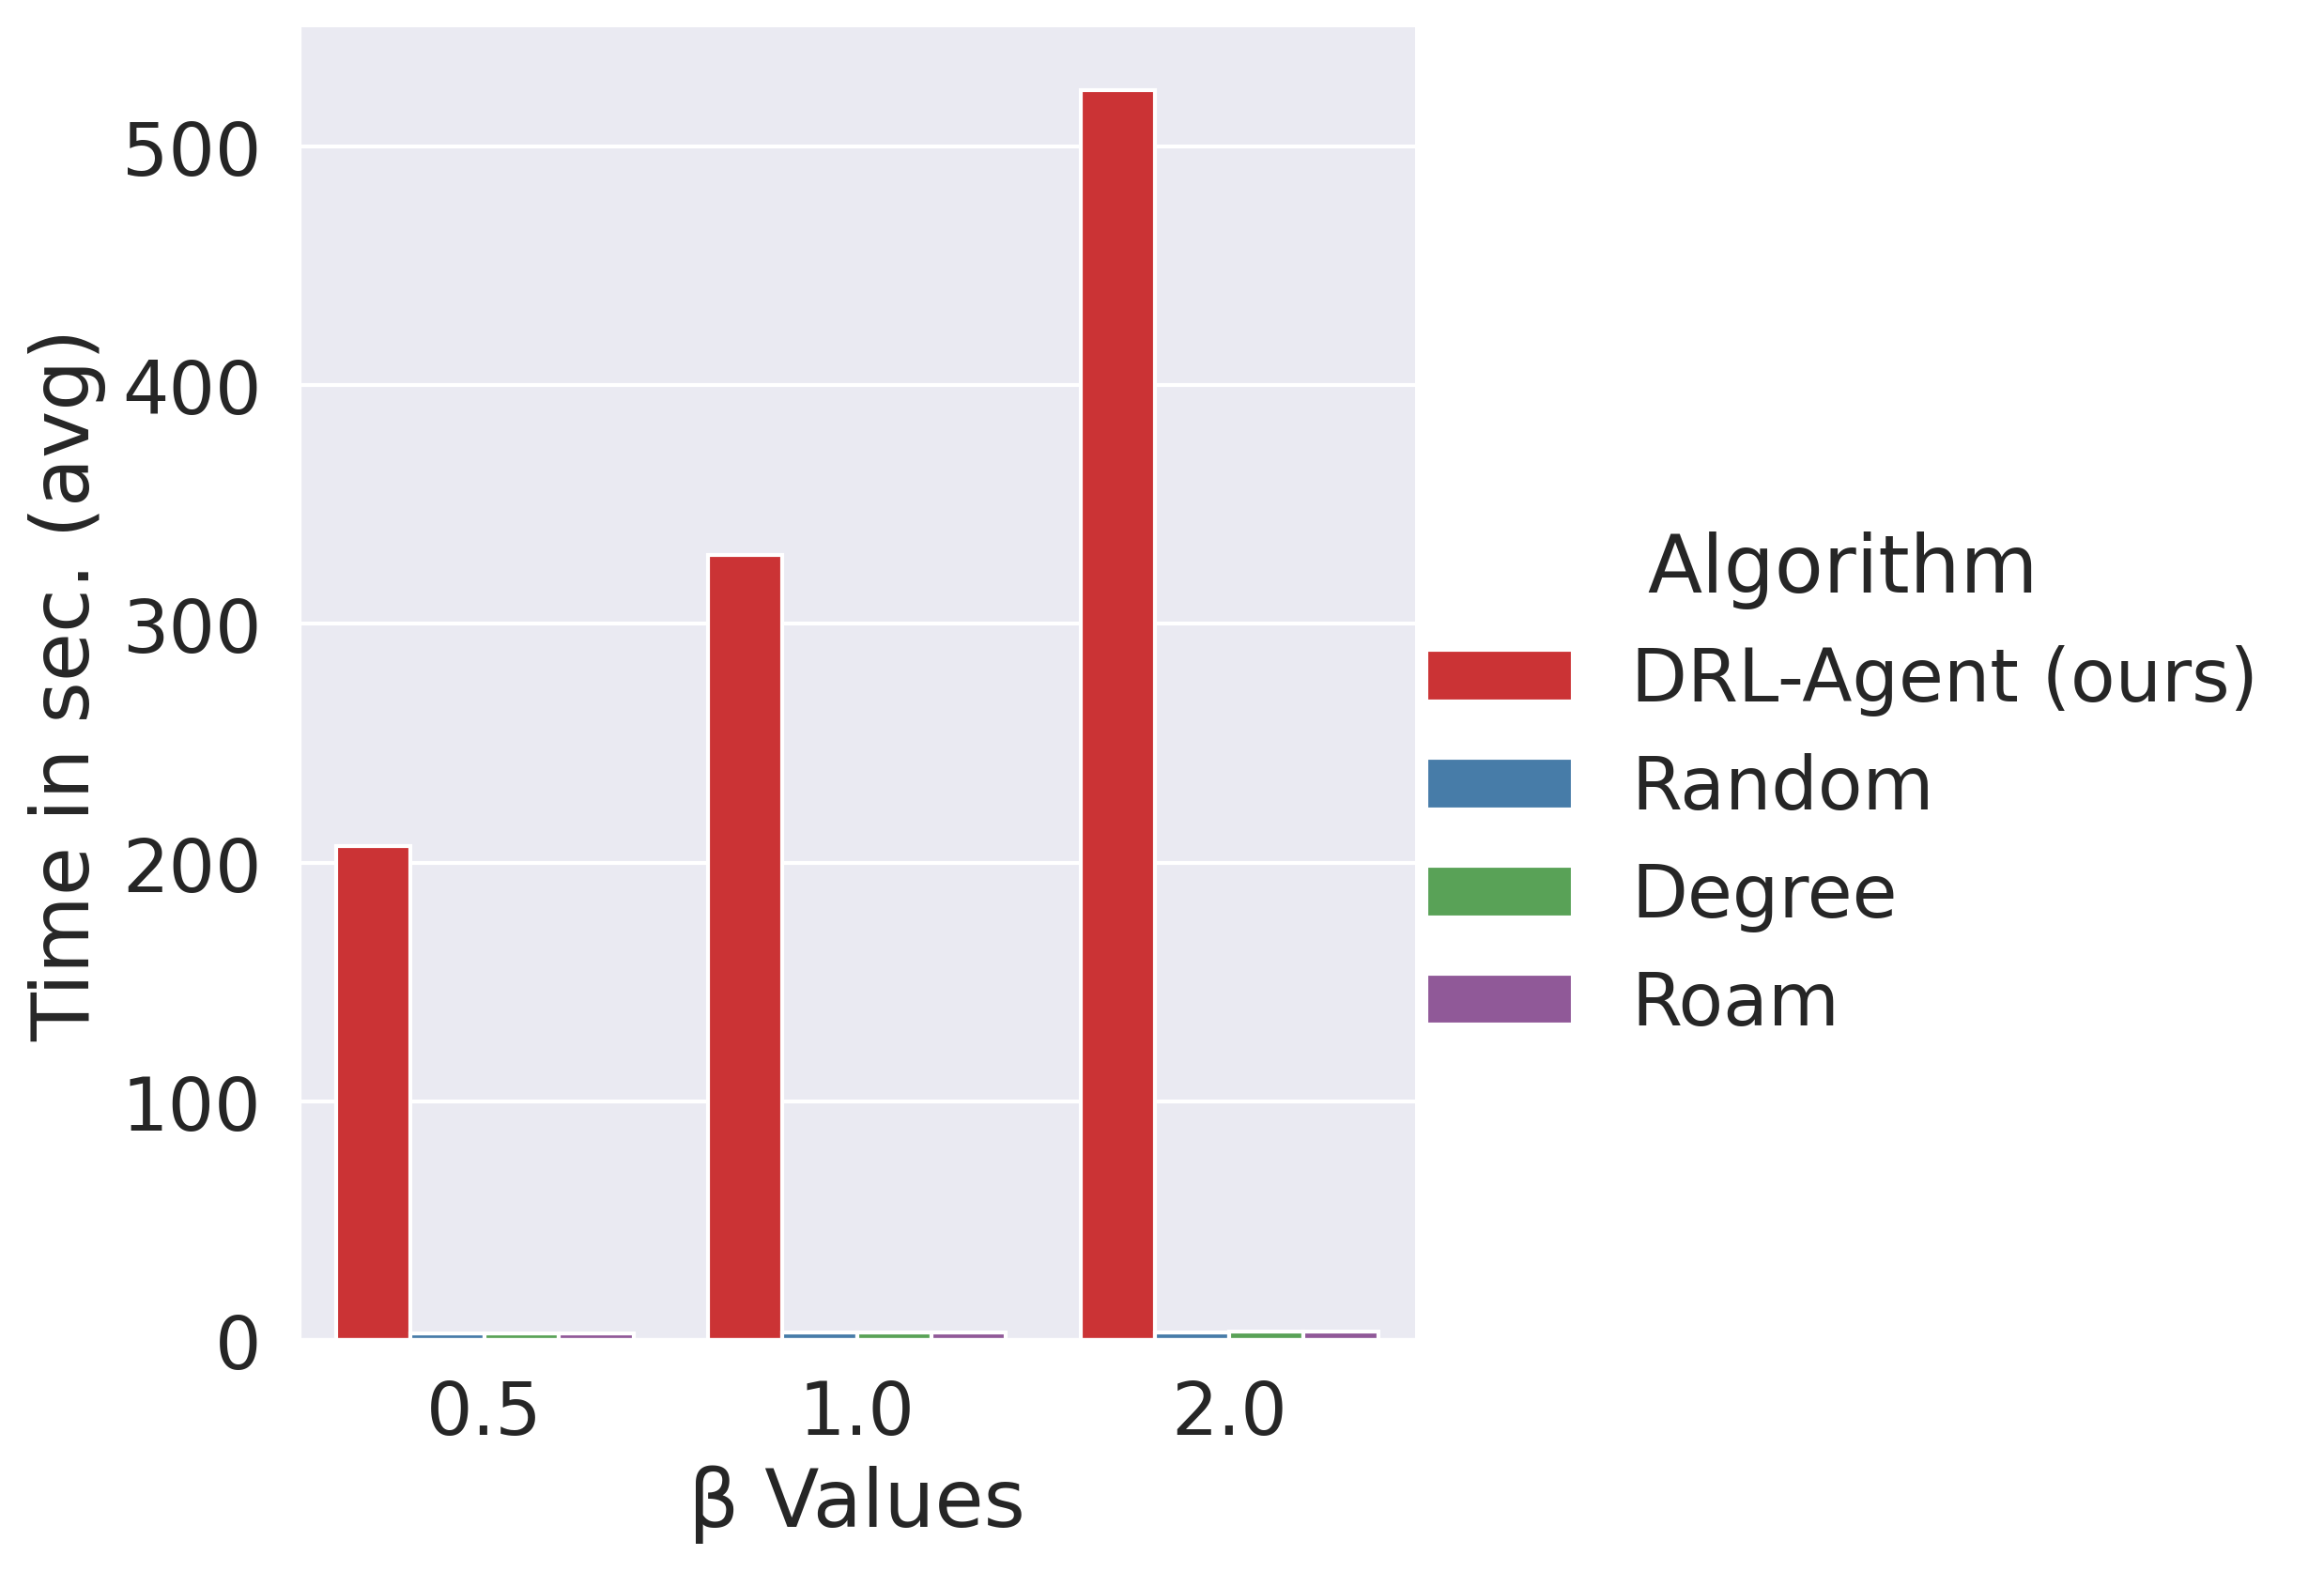 Time in sec. (avg)
500
400
300
200
100
0
0.5 1.0 2.0
β Values
Algorithm
DRL-Agent (ours)
Random
Degree
Roam